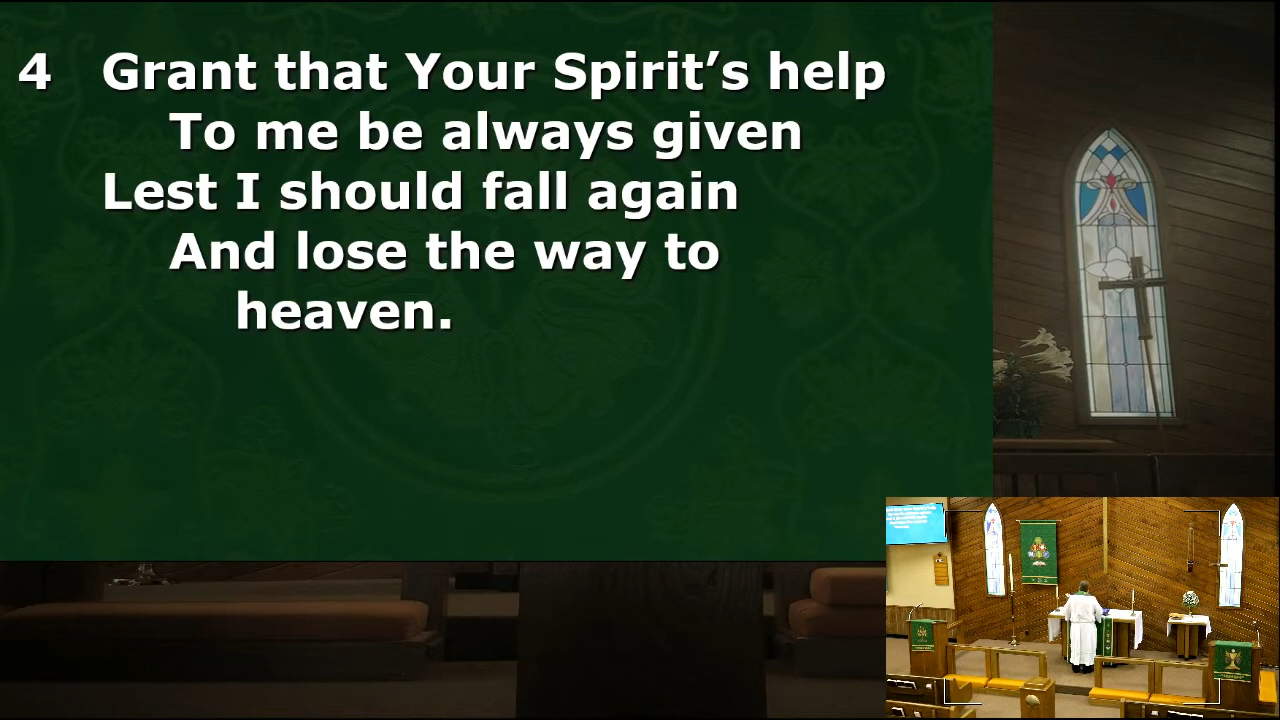 4 Grant that Your Spirit’s help
To me be always given
Lest I should fall again
And lose the way to
heaven.